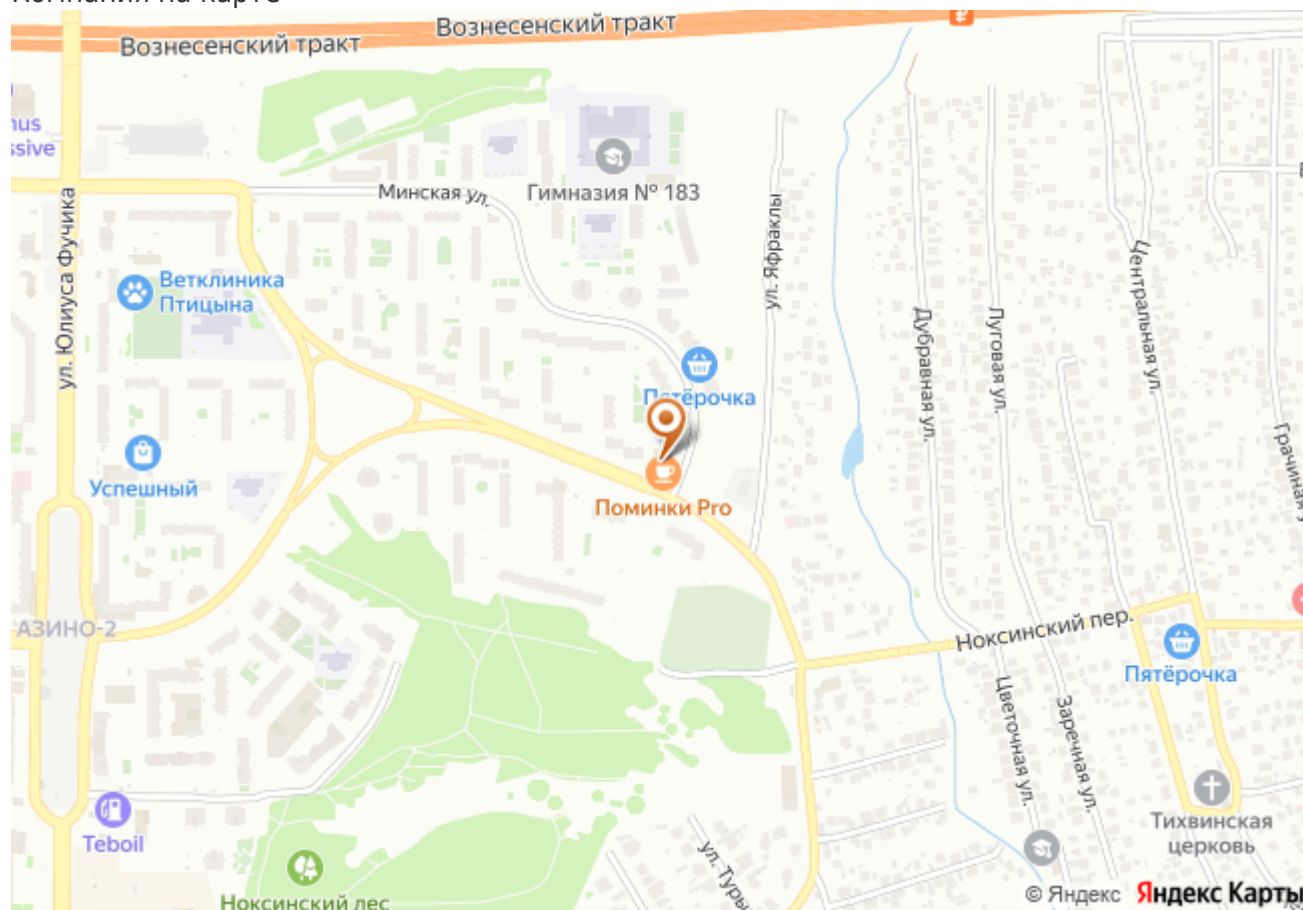 Вознесенский тракт
Вознесенский тракт
Минская ул.
Гимназия № 183
ул. Юлиуса Фучика
Ветклиника
Птицына
ул. Яфраклы
Дубравная ул.
Луговая ул.
Центральная ул.
Пятёрочка
Успешный
Поминки Pro
АЗИНО-2
Ноксинский пер.
Пятёрочка
Цветочная ул.
Заречная ул.
Teboil
Тихвинская
церковь
Ноксинский лес
© Яндекс Яндекс Карты